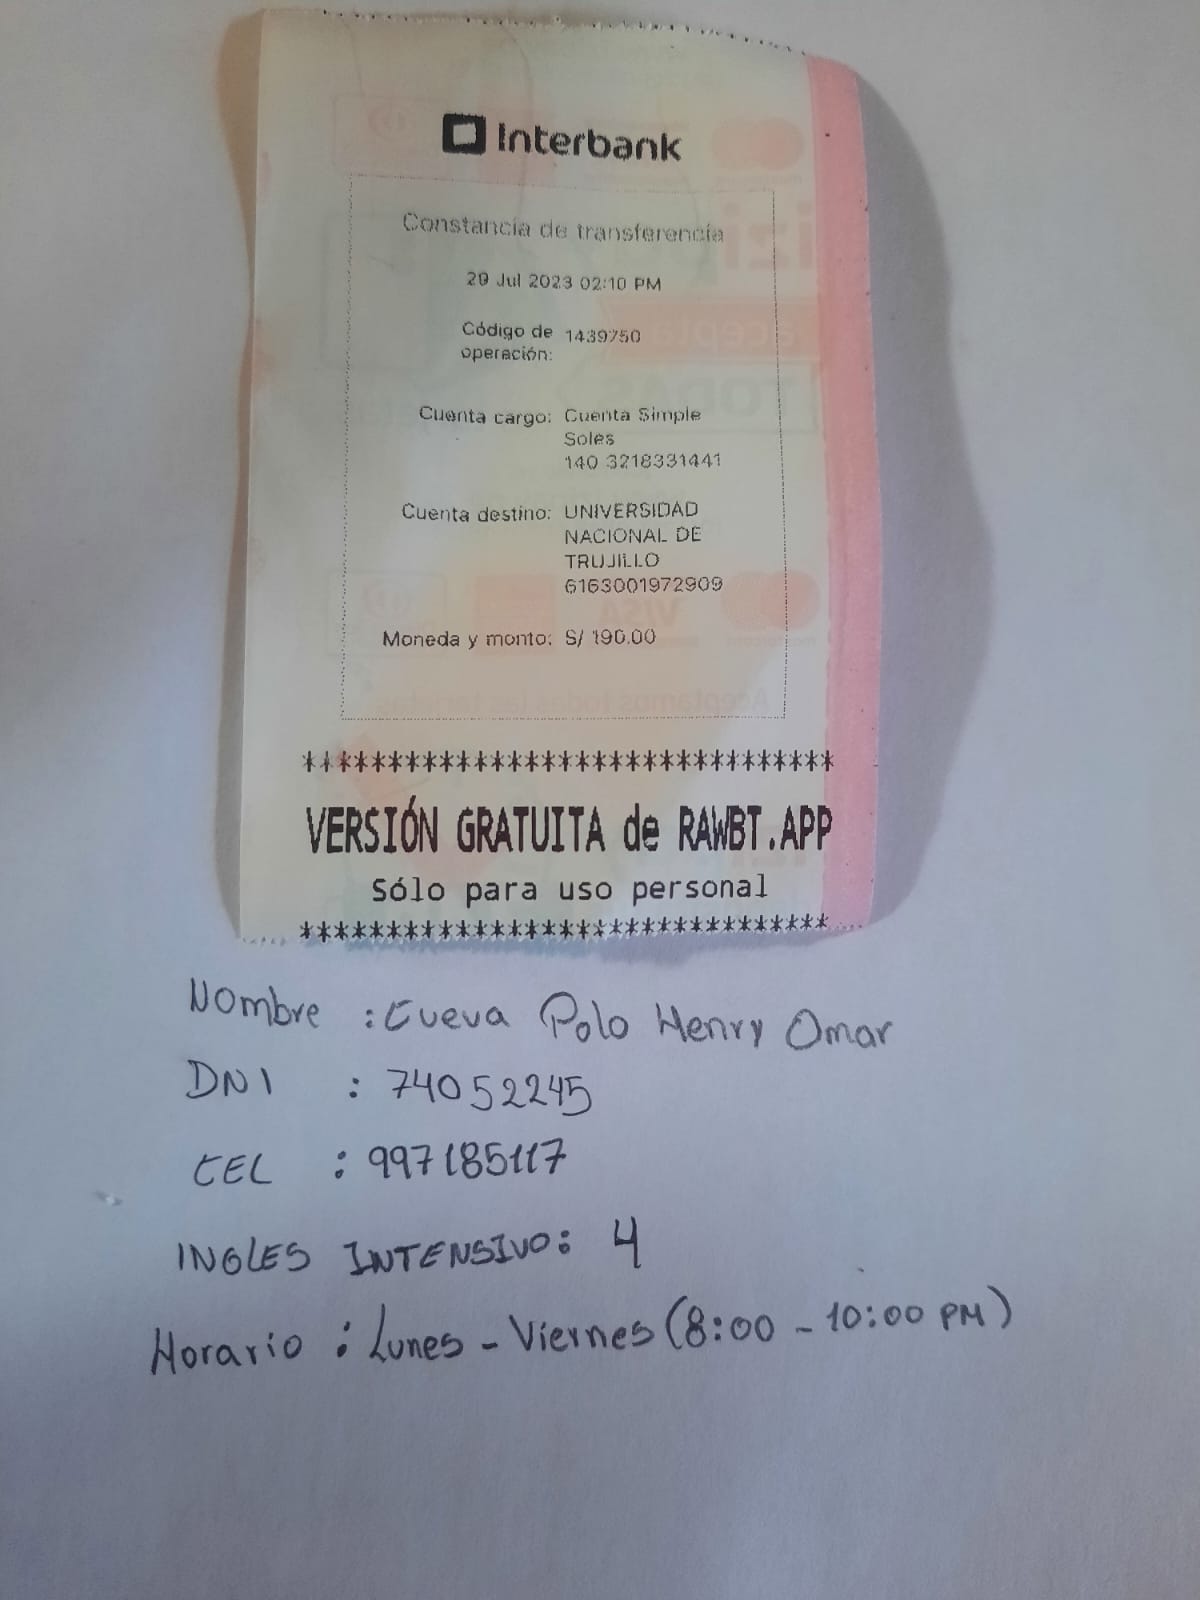 Interbank
Constancia de transferencia
29 Jul 2023 02:10 PM
Código de 1439750
operación:
Cuenta cargo: Cuenta Simple
Soles
140 3218331441
Cuenta destino: UNIVERSIDAD
NACIONAL DE
TRUJILLO
6163001972909
Moneda y monto: S/ 190.00
*******************************
VERSIÓN GRATUITA de RAWBT.APP
Sólo para uso personal
*******************************
Nombre : Cueva Polo Henry Omar
DNI : 74052245
CEL : 997185117
INGLES INTENSIVO: 4
Horario : Lunes - Viernes (8:00 - 10:00 PM)